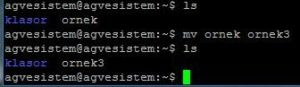 agvesistem@agvesistem:~$ ls
klasor ornek
agvesistem@agvesistem:~$ mv ornek ornek3
agvesistem@agvesistem:~$ ls
klasor ornek3
agvesistem@agvesistem:~$